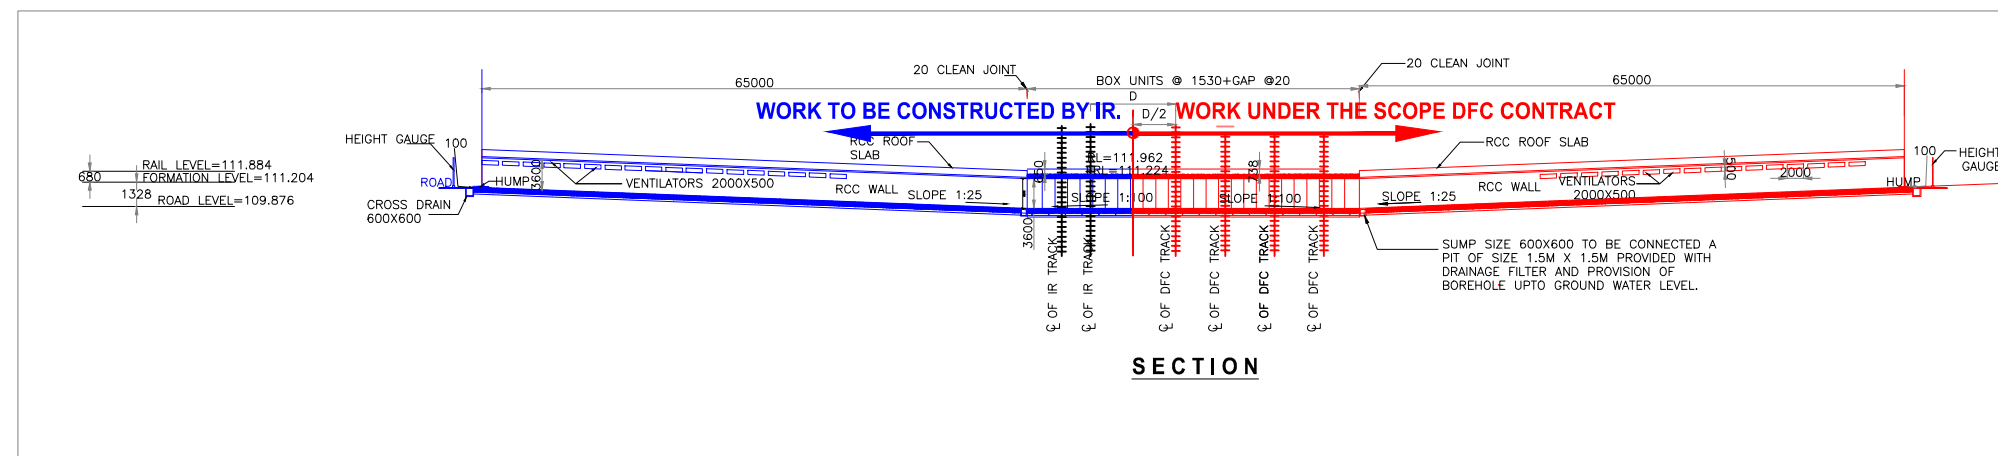 20 CLEAN JOINT
20 CLEAN JOINT
65000
BOX UNITS @ 1530+GAP @20
65000
D
WORK TO BE CONSTRUCTED BY IR.
WORK UNDER THE SCOPE DFC CONTRACT
D/2
HEIGHT GAUGE
100
RCC ROOF
SLAB
RCC ROOF SLAB
100
HEIGHT
GAUGE
RAIL LEVEL=111.884
680
FORMATION LEVEL=111.204
1328
ROAD LEVEL=109.876
ROAD
HUMP
3600
VENTILATORS 2000X500
RCC WALL
SLOPE 1:25
RL=111.962
RL=111.224
738
SLOPE 1:100
SLOPE 1:100
SLOPE 1:25
RCC WALL
VENTILATORS
2000X500
500
2000
HUMP
CROSS DRAIN
600X600
3600
℄ OF IR TRACK
℄ OF IR TRACK
℄ OF DFC TRACK
℄ OF DFC TRACK
℄ OF DFC TRACK
℄ OF DFC TRACK
SUMP SIZE 600X600 TO BE CONNECTED A
PIT OF SIZE 1.5M X 1.5M PROVIDED WITH
DRAINAGE FILTER AND PROVISION OF
BOREHOLE UPTO GROUND WATER LEVEL.
SECTION